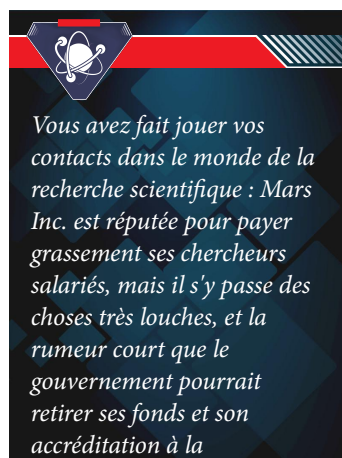 Vous avez fait jouer vos
contacts dans le monde de la
recherche scientifique : Mars
Inc. est réputée pour payer
grassement ses chercheurs
salariés, mais il s'y passe des
choses très louches, et la
rumeur court que le
gouvernement pourrait
retirer ses fonds et son
accréditation à la